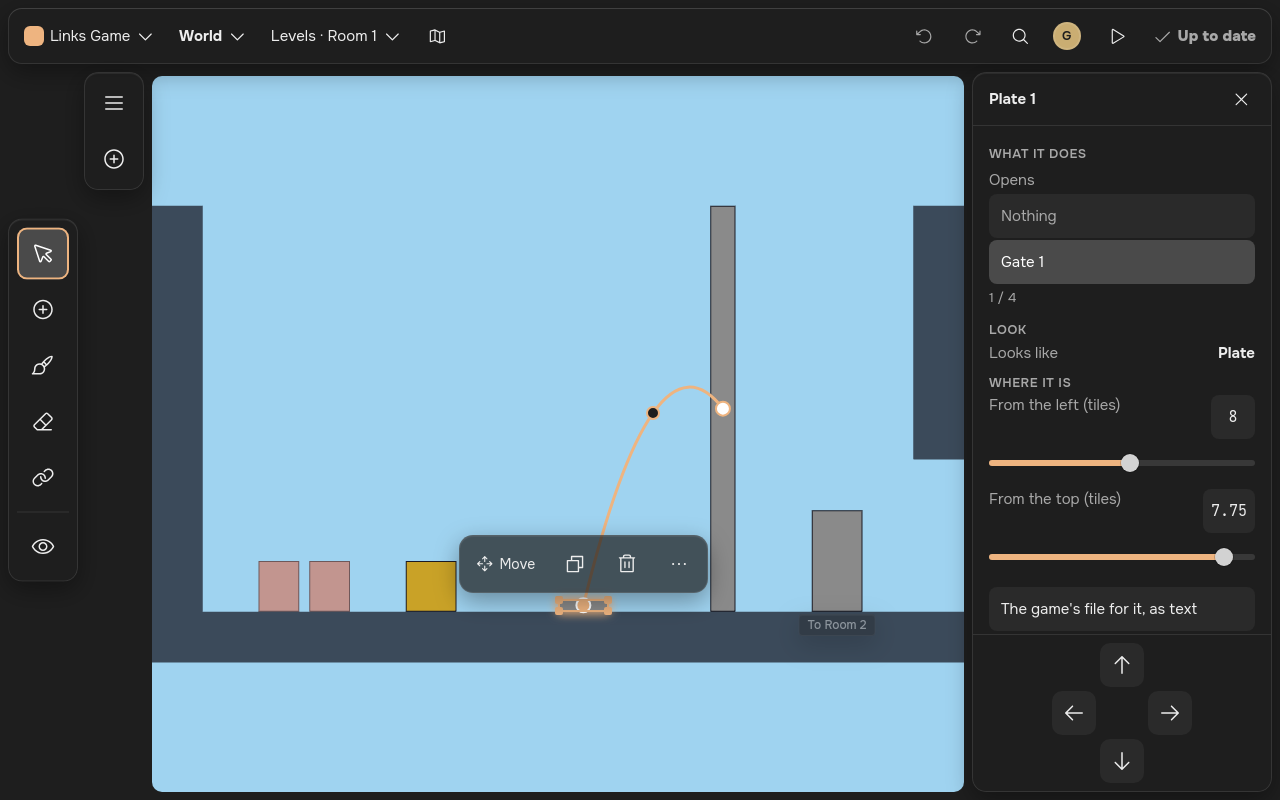 Links Game
World
Levels · Room 1
G
Up to date
Plate 1
WHAT IT DOES
Opens
Nothing
Gate 1
1 / 4
LOOK
Looks like
Plate
WHERE IT IS
From the left (tiles)
8
From the top (tiles)
7.75
The game's file for it, as text
Move
To Room 2